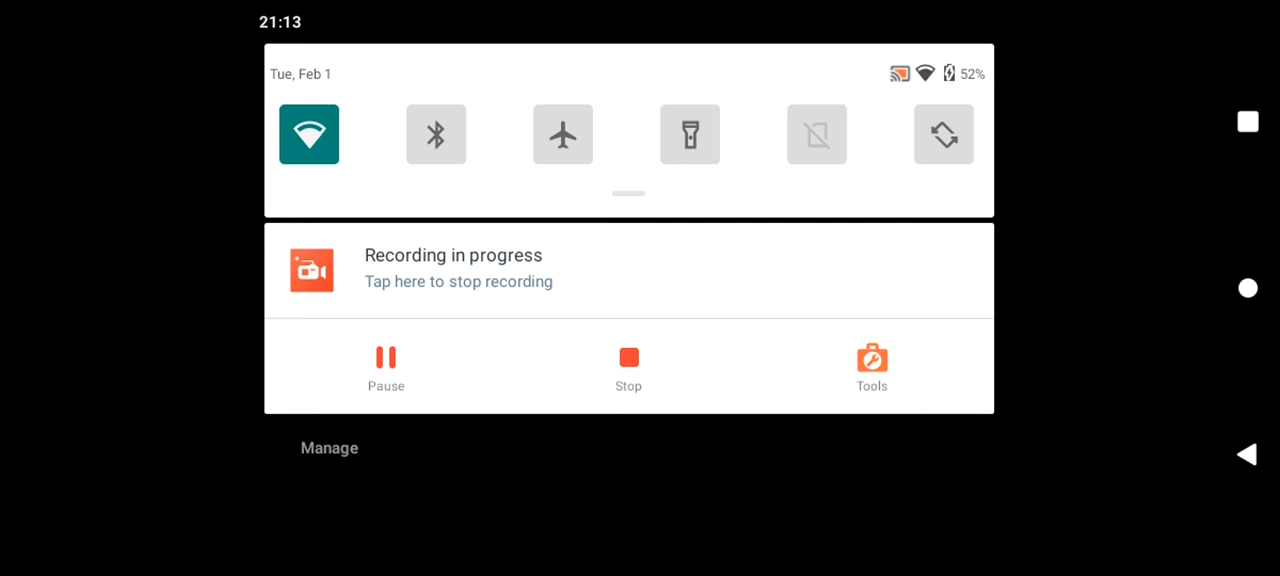 21:13
Tue, Feb 1
52%
Recording in progress
Tap here to stop recording
Pause
Stop
Tools
Manage